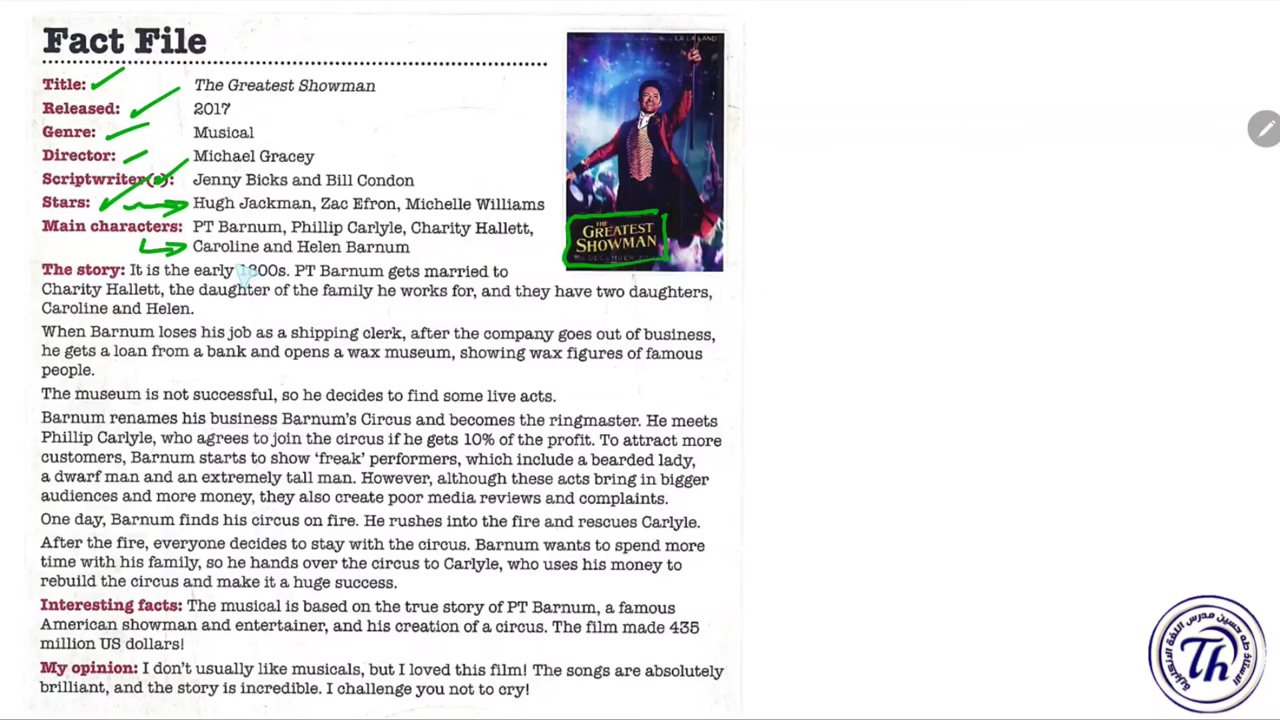 Fact File
Title: The Greatest Showman
Released: 2017
Genre: Musical
Director: Michael Gracey
Scriptwriter(s): Jenny Bicks and Bill Condon
Stars: Hugh Jackman, Zac Efron, Michelle Williams
Main characters: PT Barnum, Phillip Carlyle, Charity Hallett,
Caroline and Helen Barnum
The story: It is the early 1800s. PT Barnum gets married to
Charity Hallett, the daughter of the family he works for, and they have two daughters,
Caroline and Helen.
When Barnum loses his job as a shipping clerk, after the company goes out of business,
he gets a loan from a bank and opens a wax museum, showing wax figures of famous
people.
The museum is not successful, so he decides to find some live acts.
Barnum renames his business Barnum's Circus and becomes the ringmaster. He meets
Phillip Carlyle, who agrees to join the circus if he gets 10% of the profit. To attract more
customers, Barnum starts to show 'freak' performers, which include a bearded lady,
a dwarf man and an extremely tall man. However, although these acts bring in bigger
audiences and more money, they also create poor media reviews and complaints.
One day, Barnum finds his circus on fire. He rushes into the fire and rescues Carlyle.
After the fire, everyone decides to stay with the circus. Barnum wants to spend more
time with his family, so he hands over the circus to Carlyle, who uses his money to
rebuild the circus and make it a huge success.
Interesting facts: The musical is based on the true story of PT Barnum, a famous
American showman and entertainer, and his creation of a circus. The film made 435
million US dollars!
My opinion: I don't usually like musicals, but I loved this film! The songs are absolutely
brilliant, and the story is incredible. I challenge you not to cry!
LA LA LAND
THE
GREATEST
SHOWMAN
DECEMBER
الاستاذ طه حسين مدرس اللغة الانجليزية
Th